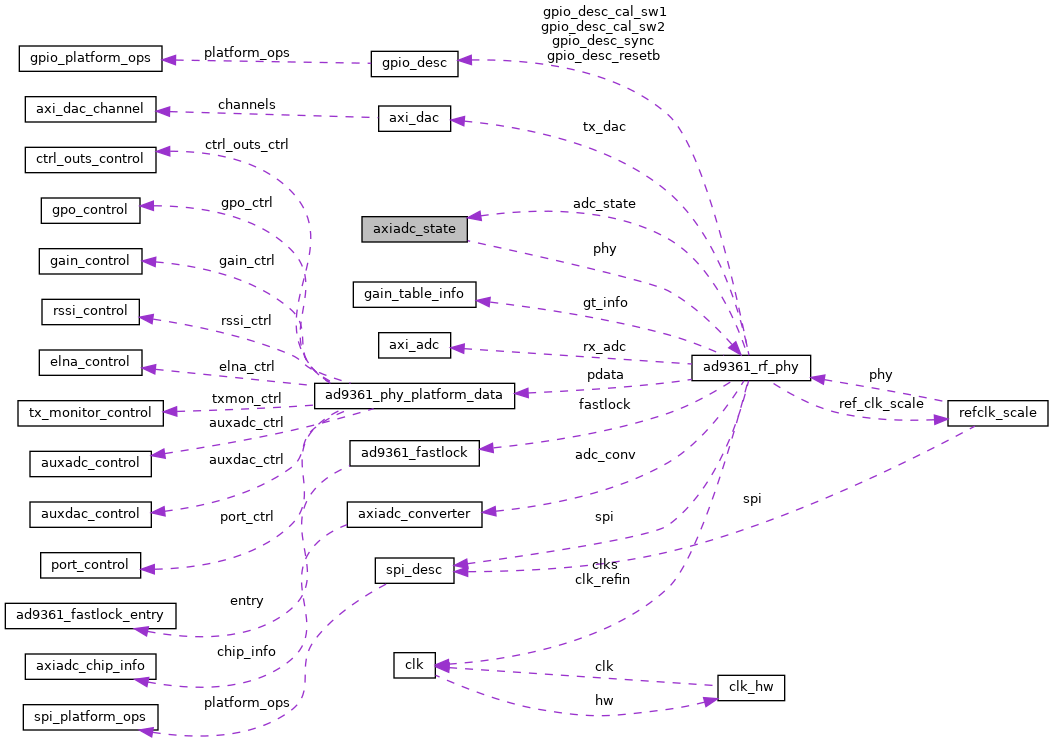 gpio_desc_cal_sw1
gpio_desc_cal_sw2
gpio_desc_sync
gpio_desc_resetb
platform_ops
gpio_platform_ops
gpio_desc
channels
axi_dac_channel
axi_dac
tx_dac
ctrl_outs_ctrl
ctrl_outs_control
gpo_ctrl
gpo_control
adc_state
axiadc_state
phy
gain_ctrl
gain_control
gain_table_info
gt_info
rssi_ctrl
rssi_control
axi_adc
rx_adc
elna_ctrl
elna_control
ad9361_rf_phy
pdata
phy
ad9361_phy_platform_data
txmon_ctrl
tx_monitor_control
fastlock
ref_clk_scale
refclk_scale
auxadc_ctrl
auxadc_control
ad9361_fastlock
adc_conv
auxdac_ctrl
auxdac_control
axiadc_converter
spi
port_ctrl
spi
port_control
spi_desc
clks
clk_refin
entry
ad9361_fastlock_entry
chip_info
axiadc_chip_info
clk
clk
clk_hw
hw
platform_ops
spi_platform_ops